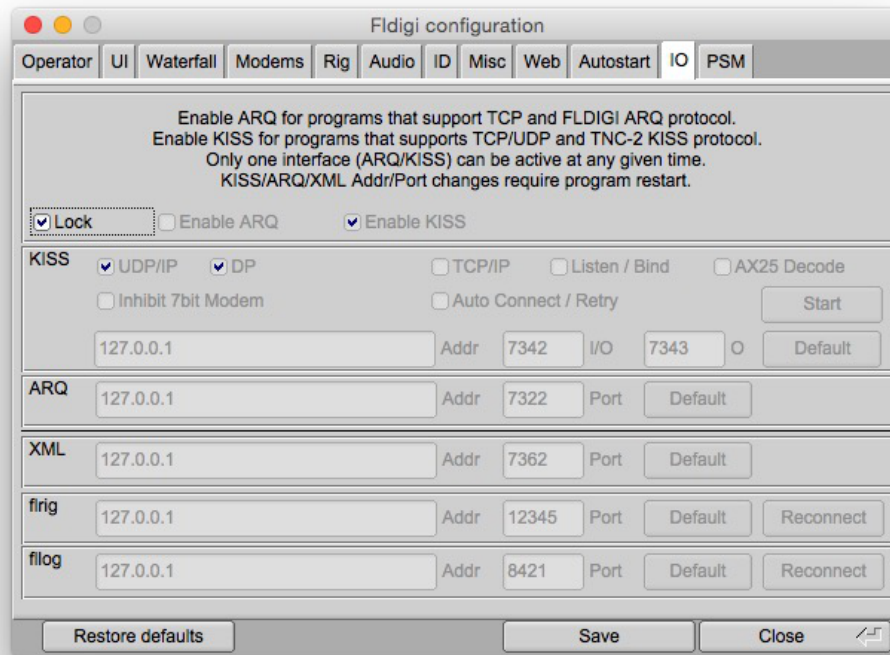 Fldigi configuration
Operator UI Waterfall Modems Rig Audio ID Misc Web Autostart IO PSM
Enable ARQ for programs that support TCP and FLDIGI ARQ protocol.
Enable KISS for programs that supports TCP/UDP and TNC-2 KISS protocol.
Only one interface (ARQ/KISS) can be active at any given time.
KISS/ARQ/XML Addr/Port changes require program restart.
Lock Enable ARQ Enable KISS
KISS UDP/IP DP TCP/IP Listen / Bind AX25 Decode
Inhibit 7bit Modem Auto Connect / Retry Start
127.0.0.1 Addr 7342 I/O 7343 O Default
ARQ 127.0.0.1 Addr 7322 Port Default
XML 127.0.0.1 Addr 7362 Port Default
flrig 127.0.0.1 Addr 12345 Port Default Reconnect
fllog 127.0.0.1 Addr 8421 Port Default Reconnect
Restore defaults Save Close